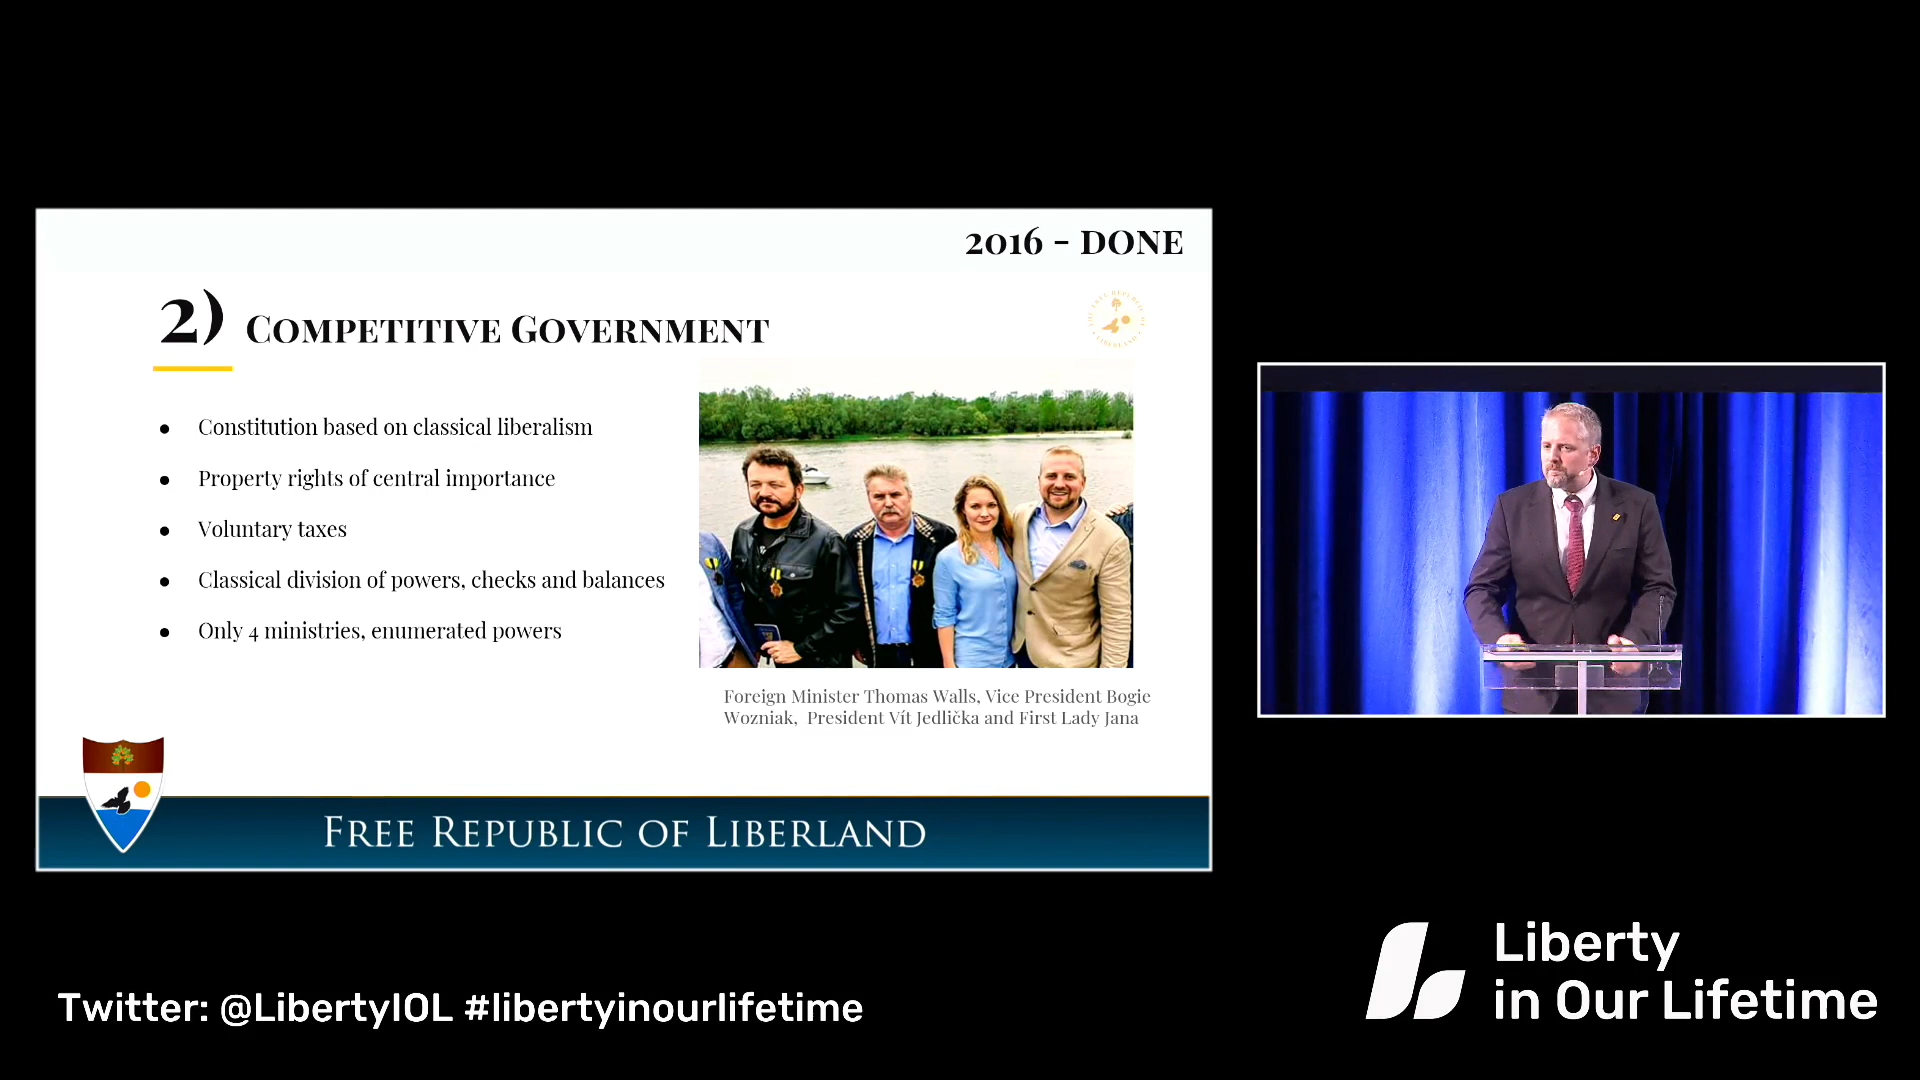 2016 - DONE
2) COMPETITIVE GOVERNMENT
● Constitution based on classical liberalism
● Property rights of central importance
● Voluntary taxes
● Classical division of powers, checks and balances
● Only 4 ministries, enumerated powers
Foreign Minister Thomas Walls, Vice President Bogie
Wozniak, President Vít Jedlička and First Lady Jana
FREE REPUBLIC OF LIBERLAND
Twitter: @LibertyIOL #libertyinourlifetime
Liberty
in Our Lifetime